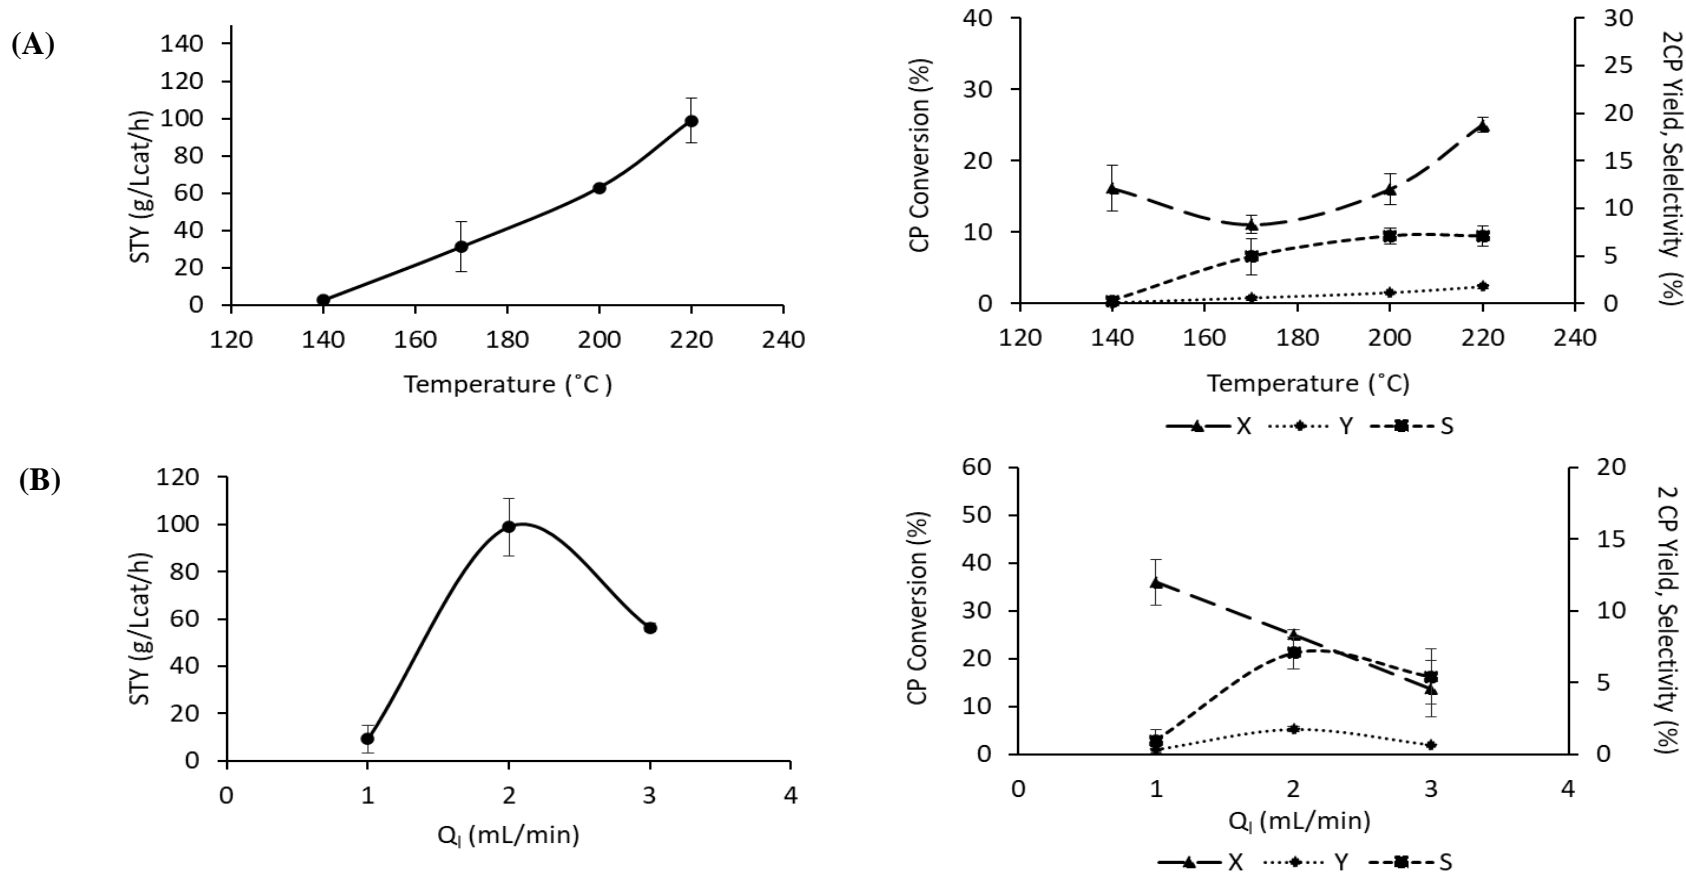 (A)
STY (g/Lcat/h)
140
120
100
80
60
40
20
0
120 140 160 180 200 220 240
Temperature (˚C )
CP Conversion (%)
40
30
20
10
0
30
25
20
15
10
5
0
2CP Yield, Selelctivity (%)
120 140 160 180 200 220 240
Temperature (˚C)
X Y S
(B)
STY (g/Lcat/h)
120
100
80
60
40
20
0
0 1 2 3 4
Ql (mL/min)
CP Conversion (%)
60
50
40
30
20
10
0
20
15
10
5
0
2 CP Yield, Selectivity (%)
0 1 2 3 4
Ql (mL/min)
X Y S